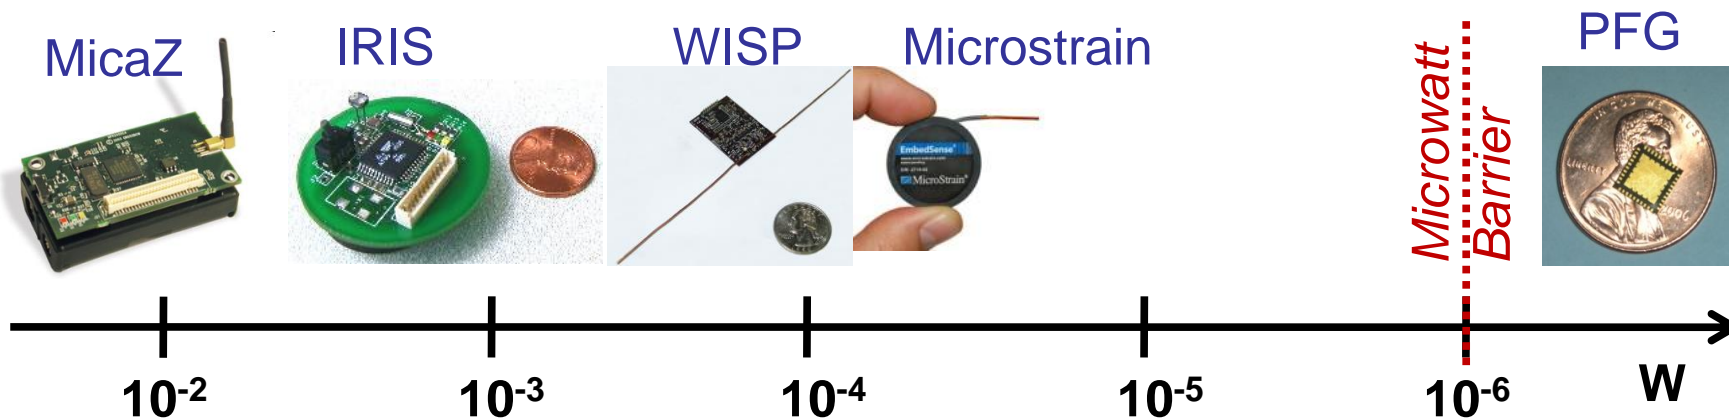 MicaZ
IRIS
WISP
Microstrain
Microwatt
Barrier
PFG
EmbedSense
MicroStrain
10-2
10-3
10-4
10-5
10-6
W